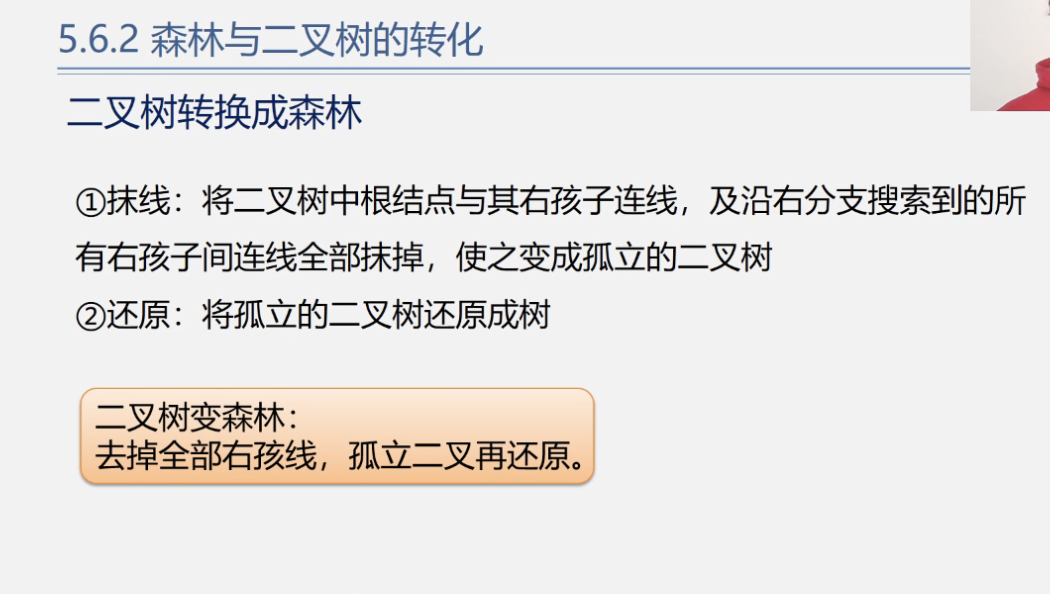 5.6.2 森林与二叉树的转化
二叉树转换成森林
①抹线：将二叉树中根结点与其右孩子连线，及沿右分支搜索到的所
有右孩子间连线全部抹掉，使之变成孤立的二叉树
②还原：将孤立的二叉树还原成树
二叉树变森林：
去掉全部右孩线，孤立二叉再还原。